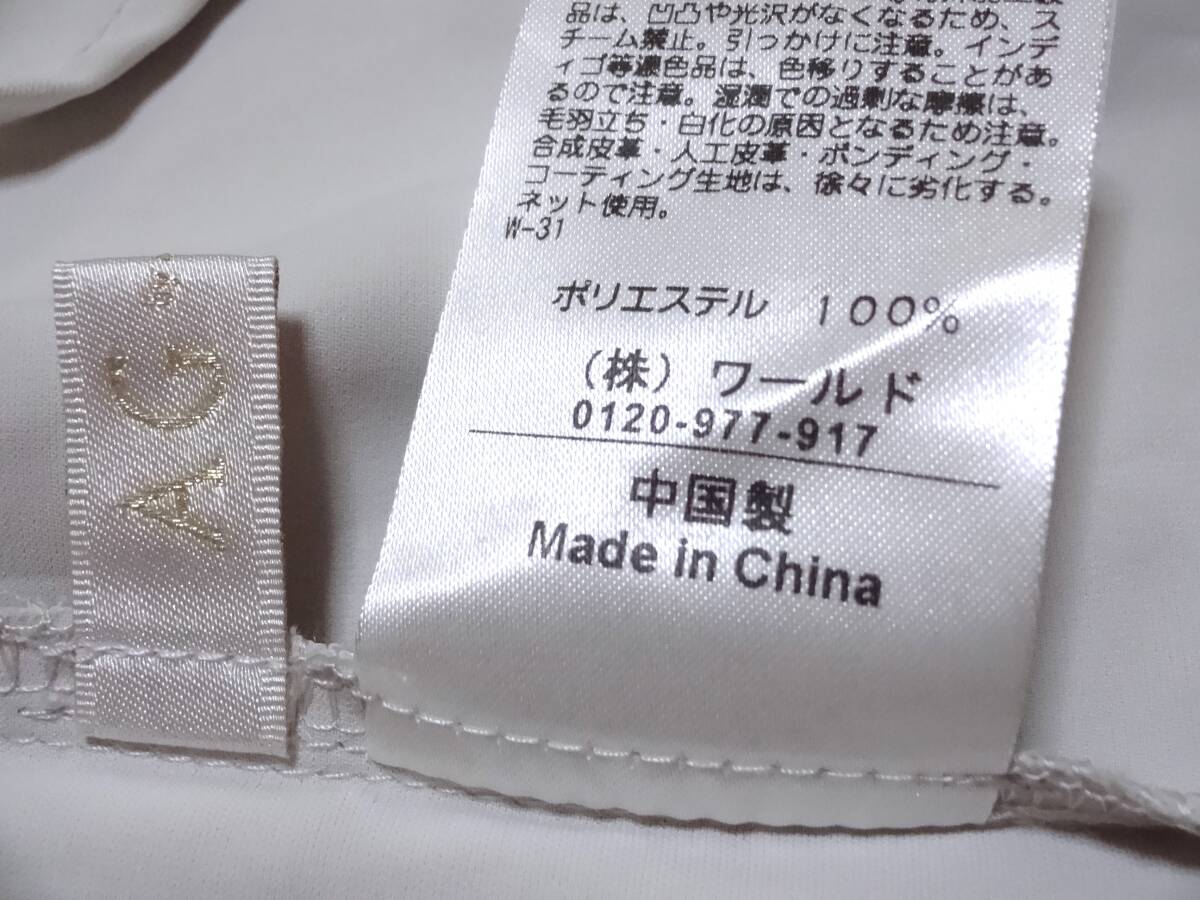 品は、凹凸や光沢がなくなるため、ス
チーム禁止。引っかけに注意。インデ
ィゴ等濃色品は、色移りすることがあ
るので注意。湿潤での過剰な摩擦は、
毛羽立ち・白化の原因となるため注意。
合成皮革・人工皮革・ボンディング・
コーティング生地は、徐々に劣化する。
ネット使用。
W-31
ポリエステル 100%
(株)ワールド
0120-977-917
中国製
Made in China
AG